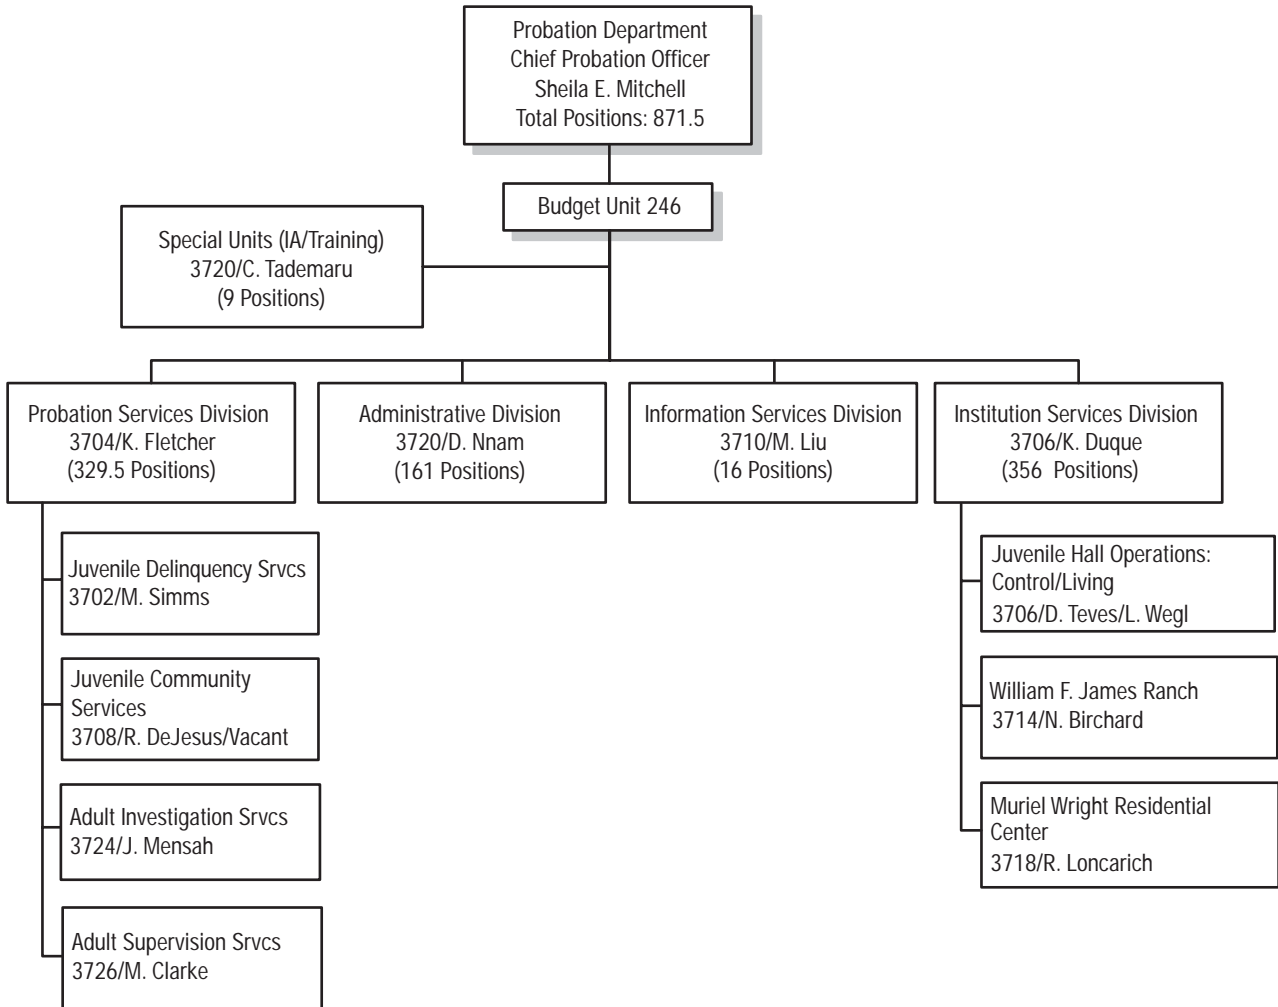 Probation Department
Chief Probation Officer
Sheila E. Mitchell
Total Positions: 871.5
Budget Unit 246
Special Units (IA/Training)
3720/C. Tademaru
(9 Positions)
Probation Services Division
3704/K. Fletcher
(329.5 Positions)
Administrative Division
3720/D. Nnam
(161 Positions)
Information Services Division
3710/M. Liu
(16 Positions)
Institution Services Division
3706/K. Duque
(356 Positions)
Juvenile Delinquency Srvcs
3702/M. Simms
Juvenile Community
Services
3708/R. DeJesus/Vacant
Adult Investigation Srvcs
3724/J. Mensah
Adult Supervision Srvcs
3726/M. Clarke
Juvenile Hall Operations:
Control/Living
3706/D. Teves/L. Wegl
William F. James Ranch
3714/N. Birchard
Muriel Wright Residential
Center
3718/R. Loncarich